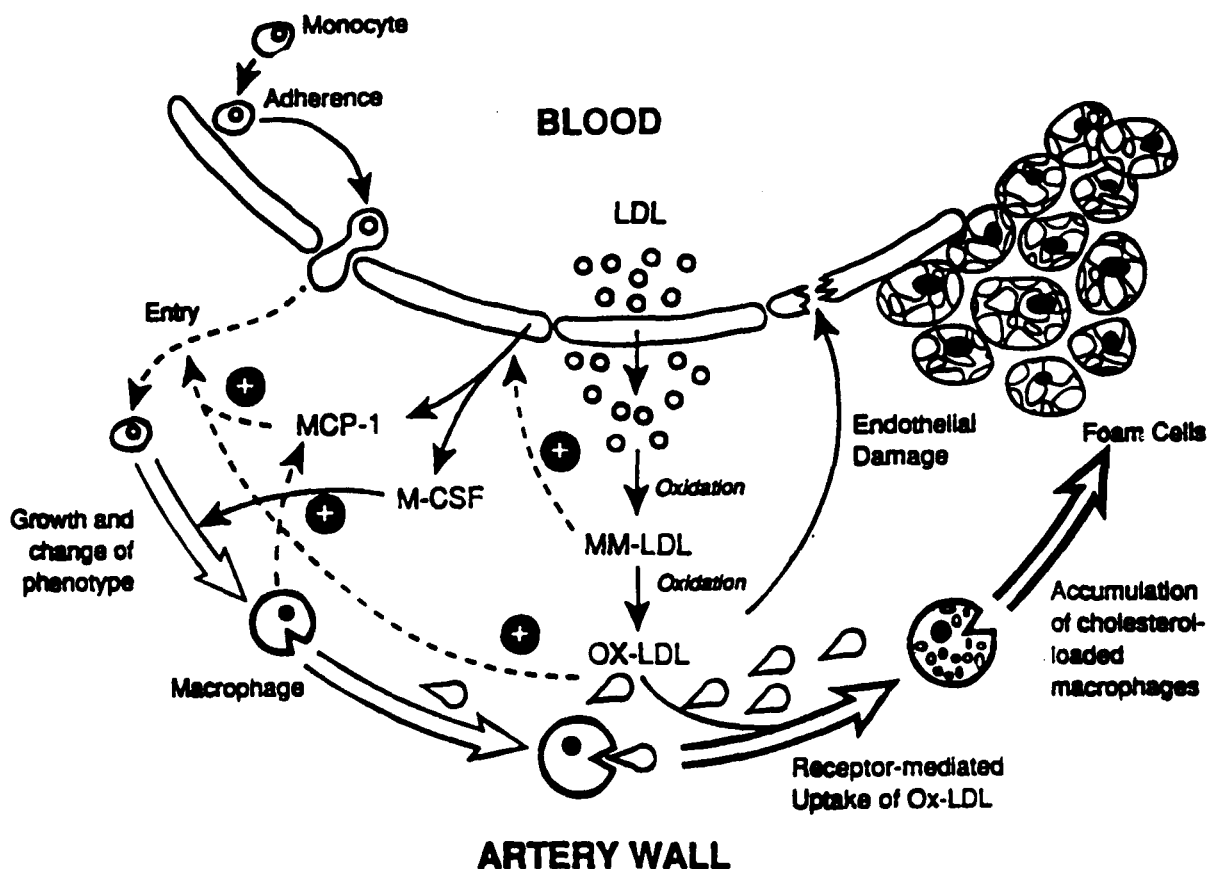 Monocyte
Adherence
BLOOD
LDL
Entry
+
MCP-1
+
Endothelial
Damage
Foam Cells
Oxidation
M-CSF
+
Growth and
change of
phenotype
MM-LDL
Oxidation
Accumulation
of cholesterol-
loaded
macrophages
+
OX-LDL
Macrophage
Receptor-mediated
Uptake of Ox-LDL
ARTERY WALL